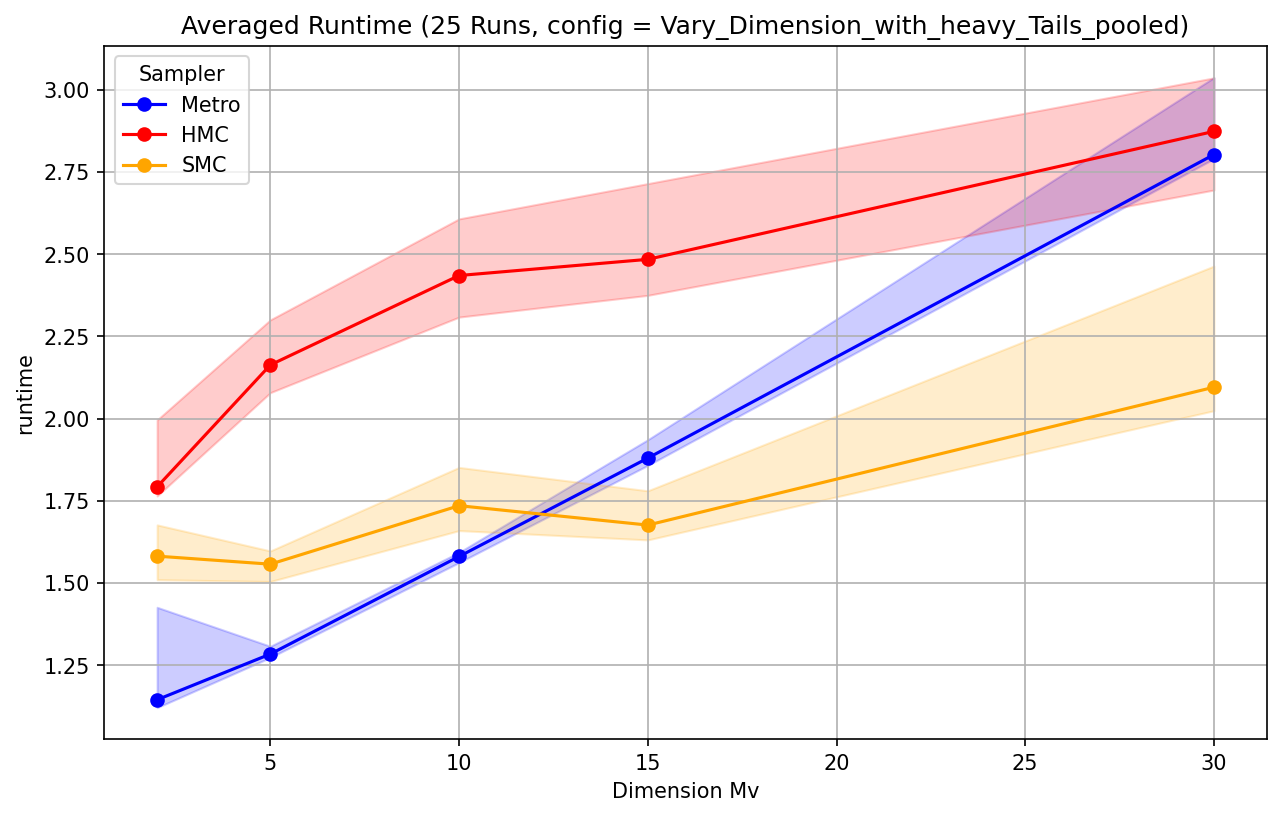 Averaged Runtime (25 Runs, config = Vary_Dimension_with_heavy_Tails_pooled)
Sampler
Metro
HMC
SMC
3.00
2.75
2.50
2.25
2.00
1.75
1.50
1.25
runtime
5 10 15 20 25 30
Dimension Mv